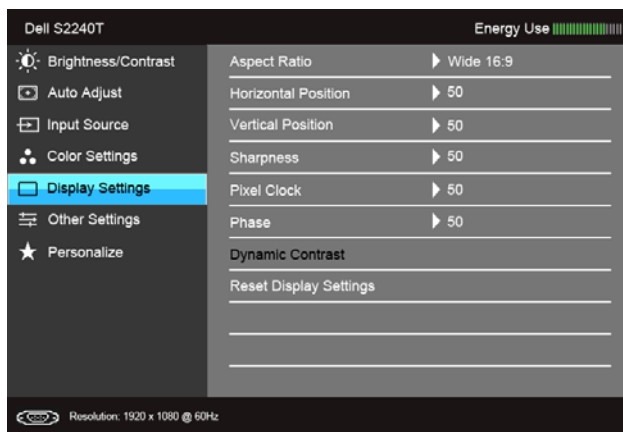 Dell S2240T
Energy Use
Brightness/Contrast
Auto Adjust
Input Source
Color Settings
Display Settings
Other Settings
Personalize
Aspect Ratio Wide 16:9
Horizontal Position 50
Vertical Position 50
Sharpness 50
Pixel Clock 50
Phase 50
Dynamic Contrast
Reset Display Settings
Resolution: 1920 x 1080 @ 60Hz